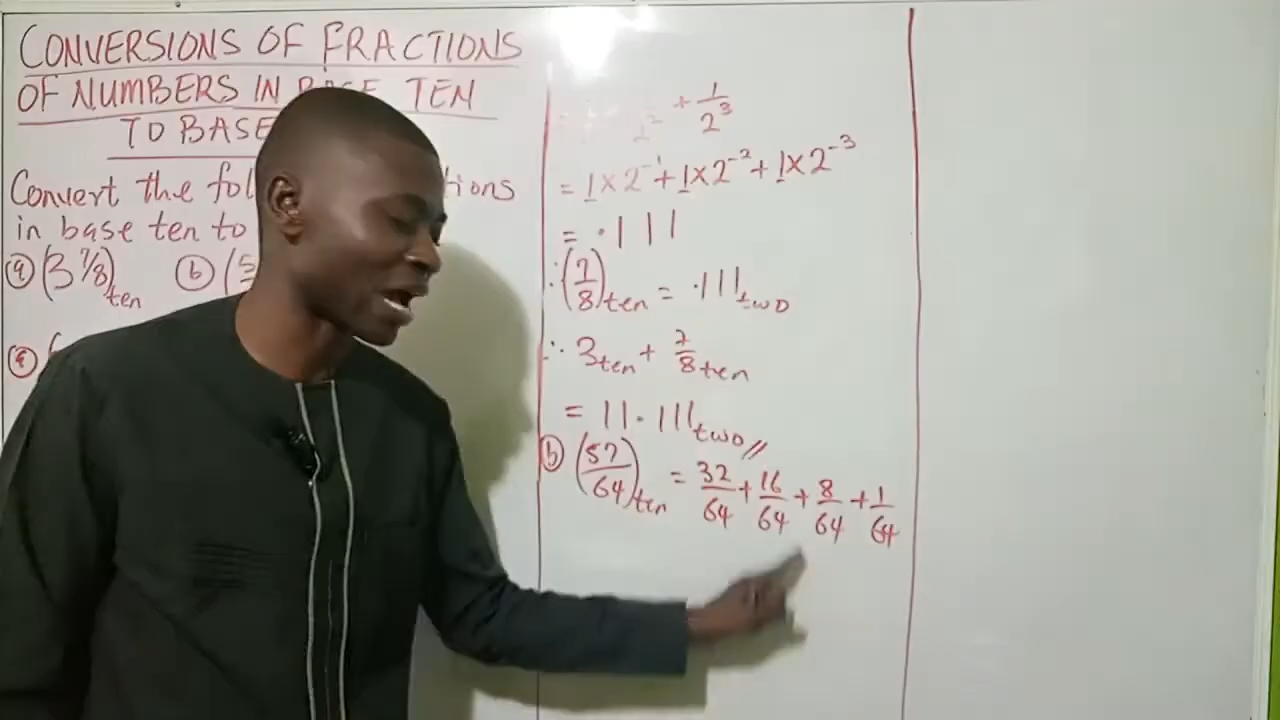 CONVERSIONS OF FRACTIONS
OF NUMBERS IN BASE TEN
TO BASE
Convert the
in base ten to
(a) (3 7/8)ten (b) (5
(a)
+ 1/2³
= 1×2⁻¹+1×2⁻²+1×2⁻³
= .111
∴(7/8)ten = .111two
∴ 3ten + 7/8ten
= 11.111two//
(b) (57/64)ten = 32/64 + 16/64 + 8/64 + 1/64